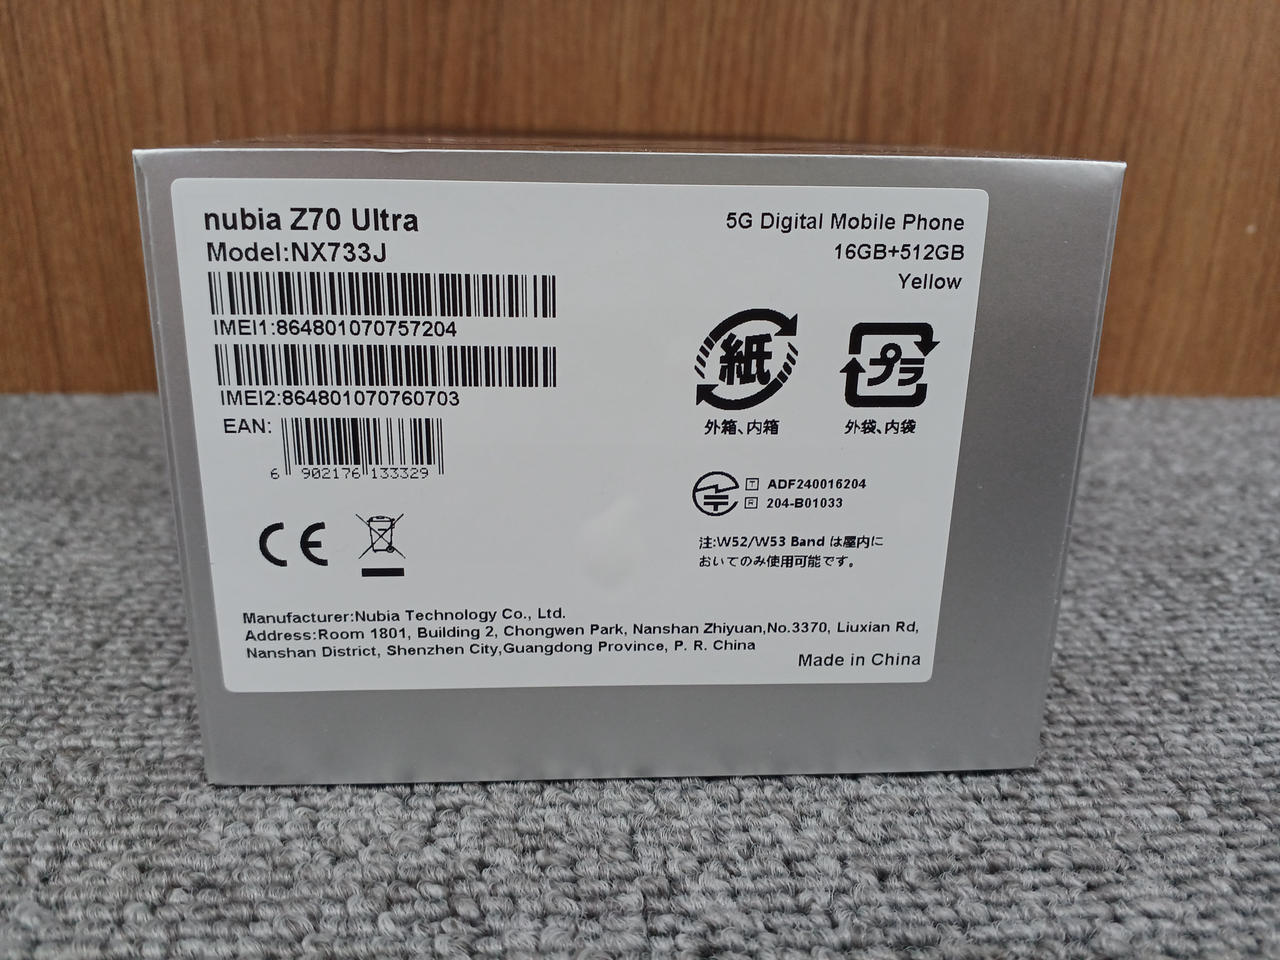 nubia Z70 Ultra
Model:NX733J
5G Digital Mobile Phone
16GB+512GB
Yellow
IMEI1:864801070757204
IMEI2:864801070760703
EAN:
6 902176 133329
紙
外箱、内箱
プラ
外袋、内袋
T ADF240016204
R 204-B01033
注:W52/W53 Band は屋内に
おいてのみ使用可能です。
CE
Manufacturer:Nubia Technology Co., Ltd.
Address:Room 1801, Building 2, Chongwen Park, Nanshan Zhiyuan,No.3370, Liuxian Rd,
Nanshan District, Shenzhen City,Guangdong Province, P. R. China
Made in China